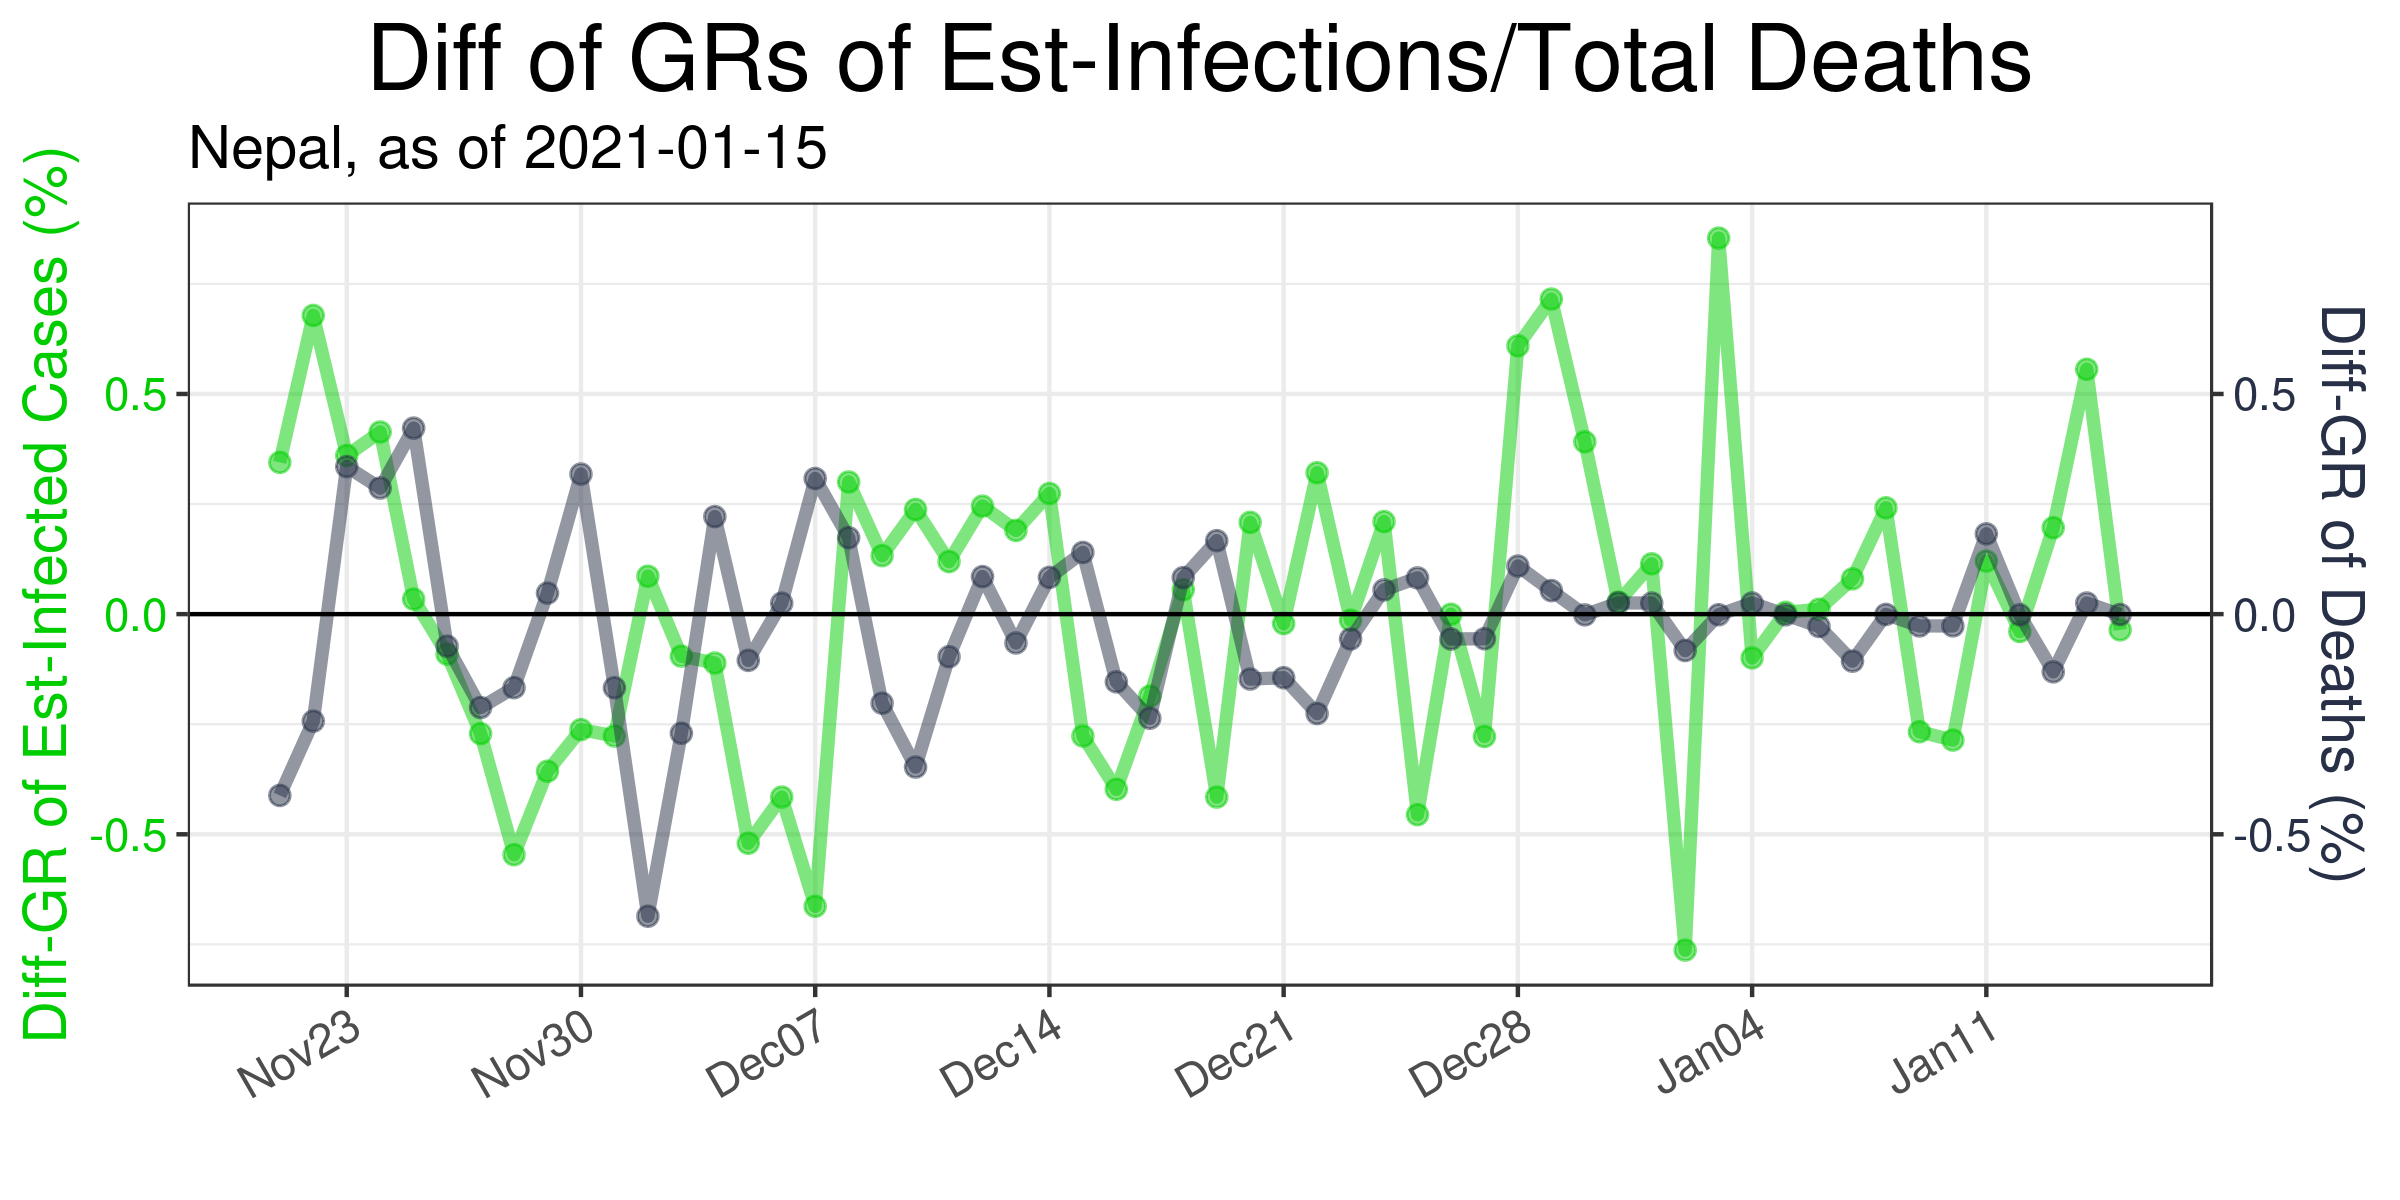 Diff of GRs of Est-Infections/Total Deaths
Nepal, as of 2021-01-15
Diff-GR of Est-Infected Cases (%)
0.5
0.0
-0.5
0.5
0.0
-0.5
Diff-GR of Deaths (%)
Nov23
Nov30
Dec07
Dec14
Dec21
Dec28
Jan04
Jan11